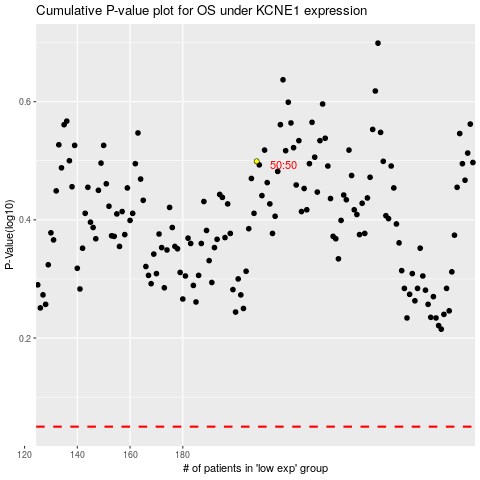 Cumulative P-value plot for OS under KCNE1 expression
P-Value(log10)
0.6
0.4
0.2
50:50
120 140 160 180
# of patients in 'low exp' group